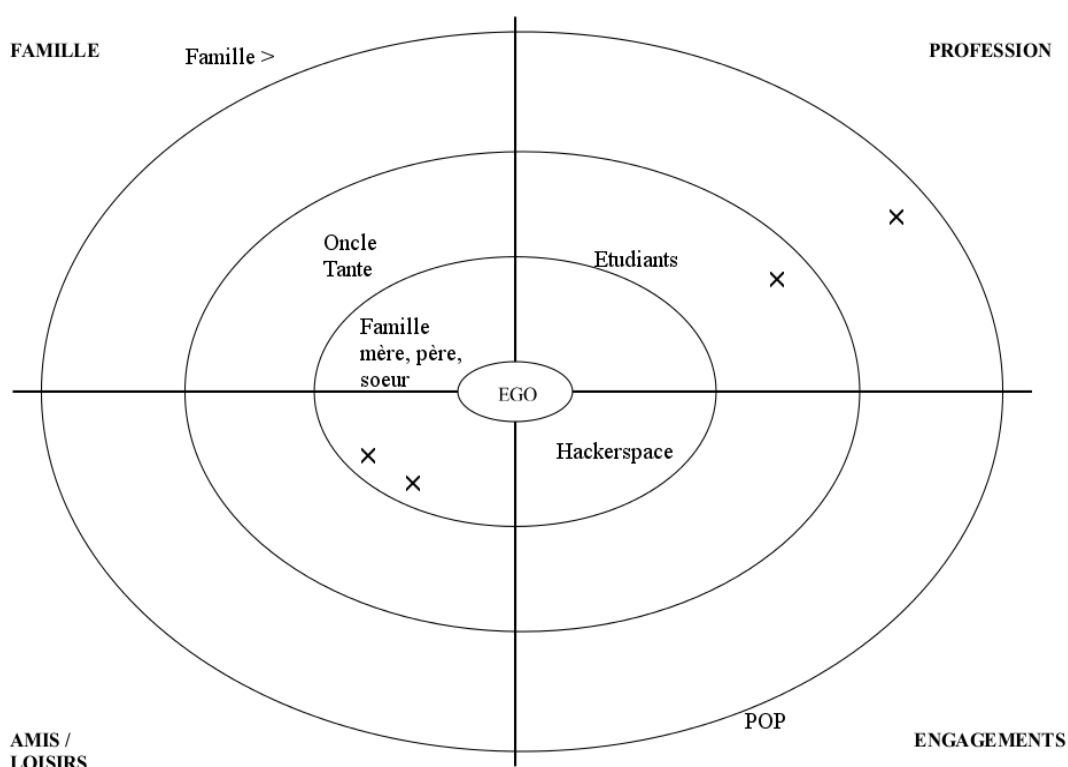 FAMILLE
Famille >
PROFESSION
Oncle
Tante
Etudiants
Famille
mère, père,
soeur
EGO
Hackerspace
POP
AMIS /
LOISIRS
ENGAGEMENTS